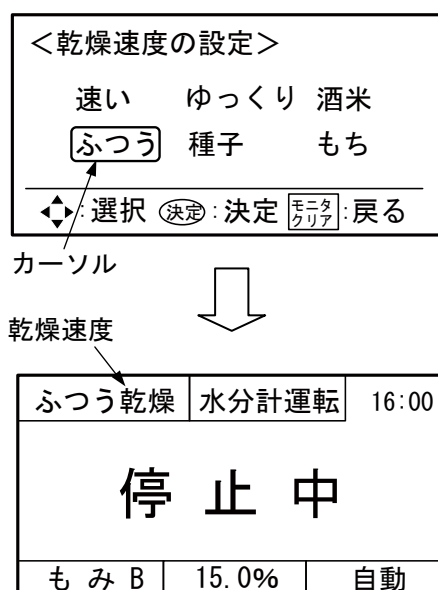 ＜乾燥速度の設定＞
速い ゆっくり 酒米
ふつう 種子 もち
:選択 決定:決定 モニタクリア:戻る
カーソル
乾燥速度
ふつう乾燥 水分計運転 16:00
停止中
もみB 15.0% 自動